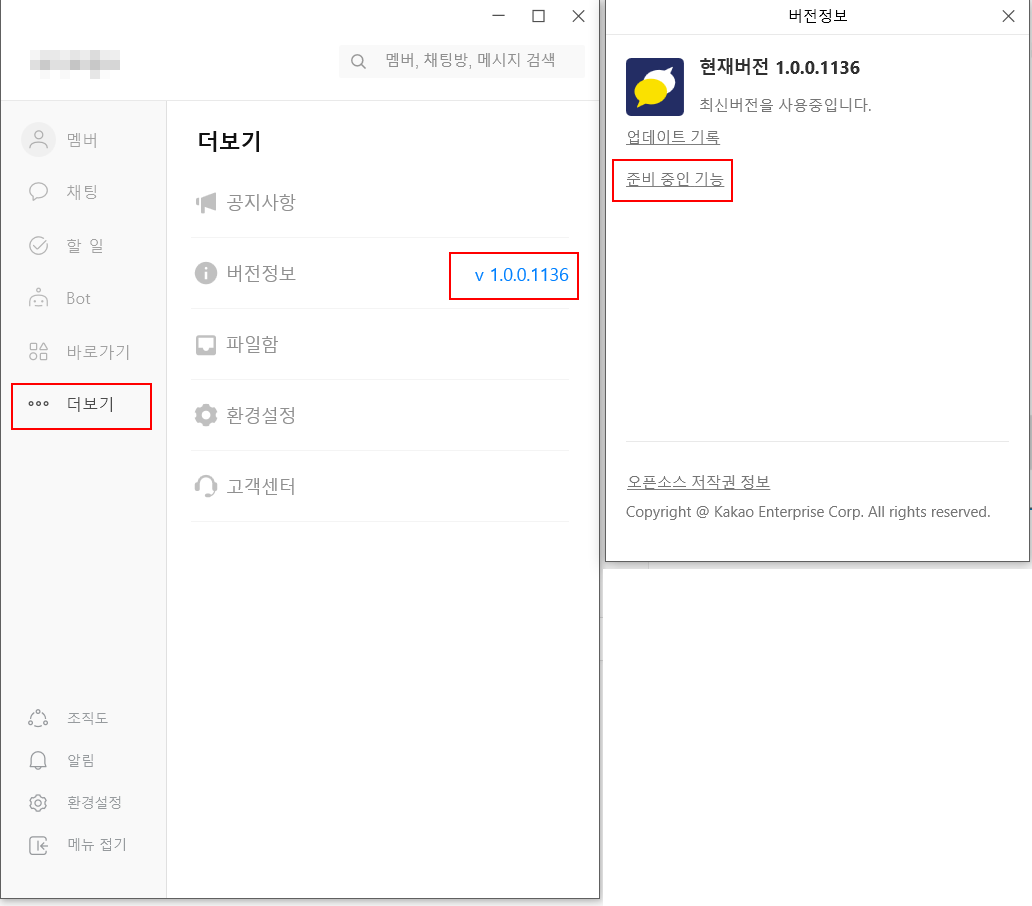 멤버, 채팅방, 메시지 검색
멤버
채팅
할 일
Bot
바로가기
더보기
조직도
알림
환경설정
메뉴 접기
더보기
공지사항
버전정보
v 1.0.0.1136
파일함
환경설정
고객센터
버전정보
현재버전 1.0.0.1136
최신버전을 사용중입니다.
업데이트 기록
준비 중인 기능
오픈소스 저작권 정보
Copyright @ Kakao Enterprise Corp. All rights reserved.